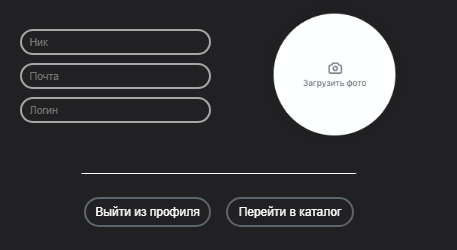 Ник
Почта
Логин
Загрузить фото
Выйти из профиля
Перейти в каталог